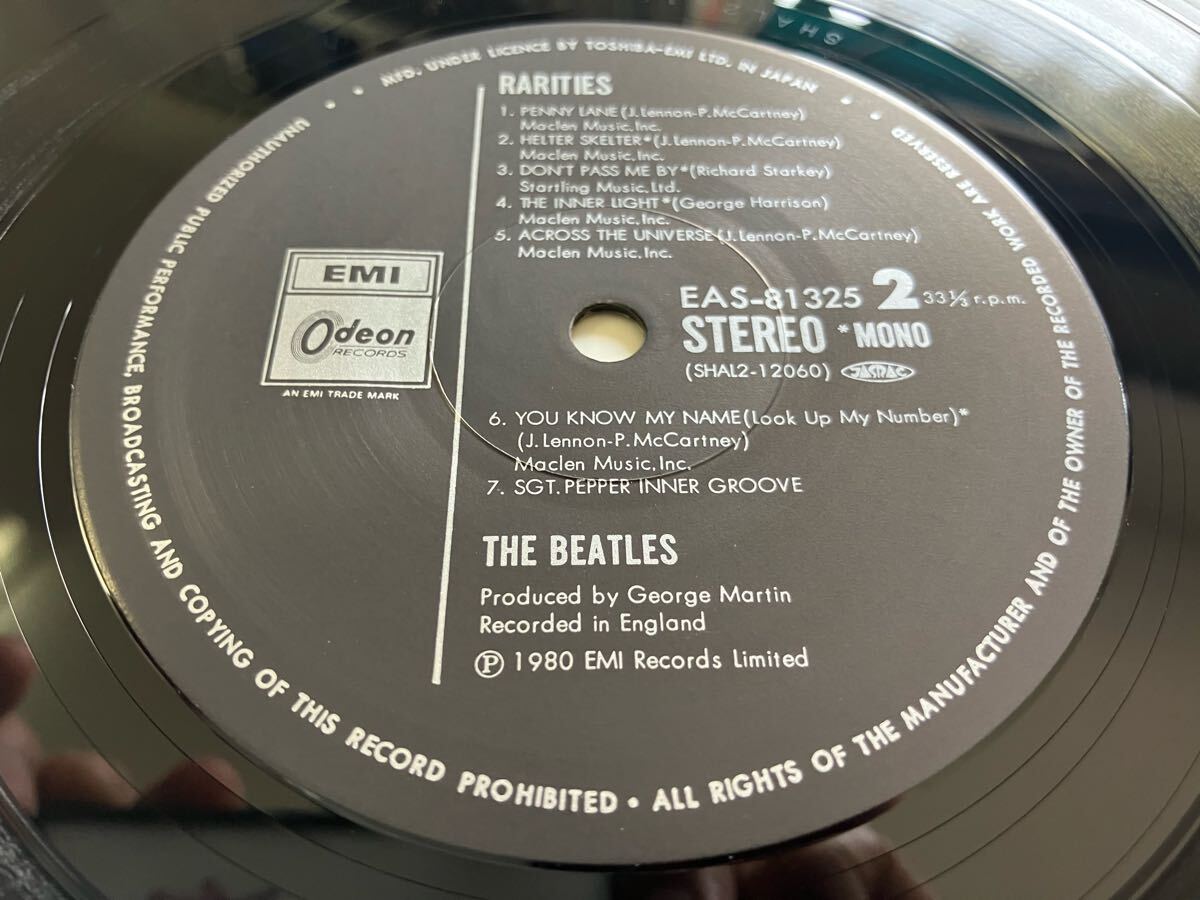 MFD. UNDER LICENCE BY TOSHIBA-EMI LTD. IN JAPAN
RARITIES
1. PENNY LANE (J.Lennon-P.McCartney)
Maclen Music, Inc.
2. HELTER SKELTER*(J.Lennon-P.McCartney)
Maclen Music, Inc.
3. DON'T PASS ME BY*(Richard Starkey)
Startling Music, Ltd.
4. THE INNER LIGHT*(George Harrison)
Maclen Music, Inc.
5. ACROSS THE UNIVERSE(J.Lennon-P.McCartney)
Maclen Music, Inc.
EMI
Odeon
RECORDS
AN EMI TRADE MARK
EAS-81325 2 33⅓ r.p.m.
STEREO *MONO
(SHAL2-12060) JASRAC
6. YOU KNOW MY NAME(Look Up My Number)*
(J.Lennon-P.McCartney)
Maclen Music, Inc.
7. SGT. PEPPER INNER GROOVE
THE BEATLES
Produced by George Martin
Recorded in England
Ⓟ 1980 EMI Records Limited
UNAUTHORIZED PUBLIC PERFORMANCE, BROADCASTING AND COPYING OF THIS RECORD PROHIBITED • ALL RIGHTS OF THE MANUFACTURER AND OF THE OWNER OF THE RECORDED WORK ARE RESERVED
SHA